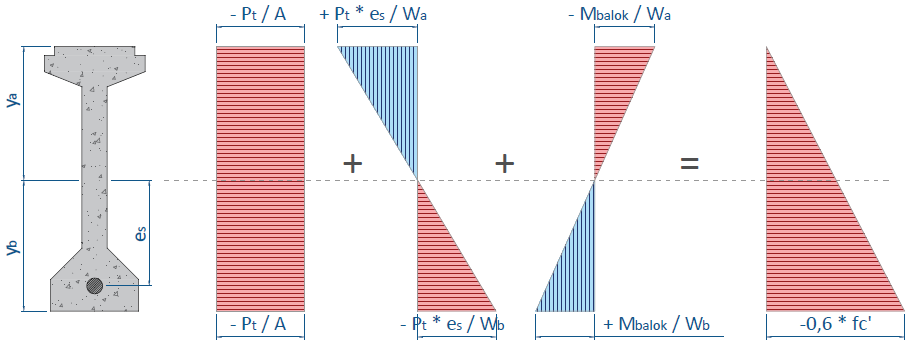 - Pt / A
+ Pt * es / Wa
- Mbalok / Wa
ya
yb
es
+
+
=
- Pt / A
- Pt * es / Wb
+ Mbalok / Wb
-0,6 * fc'